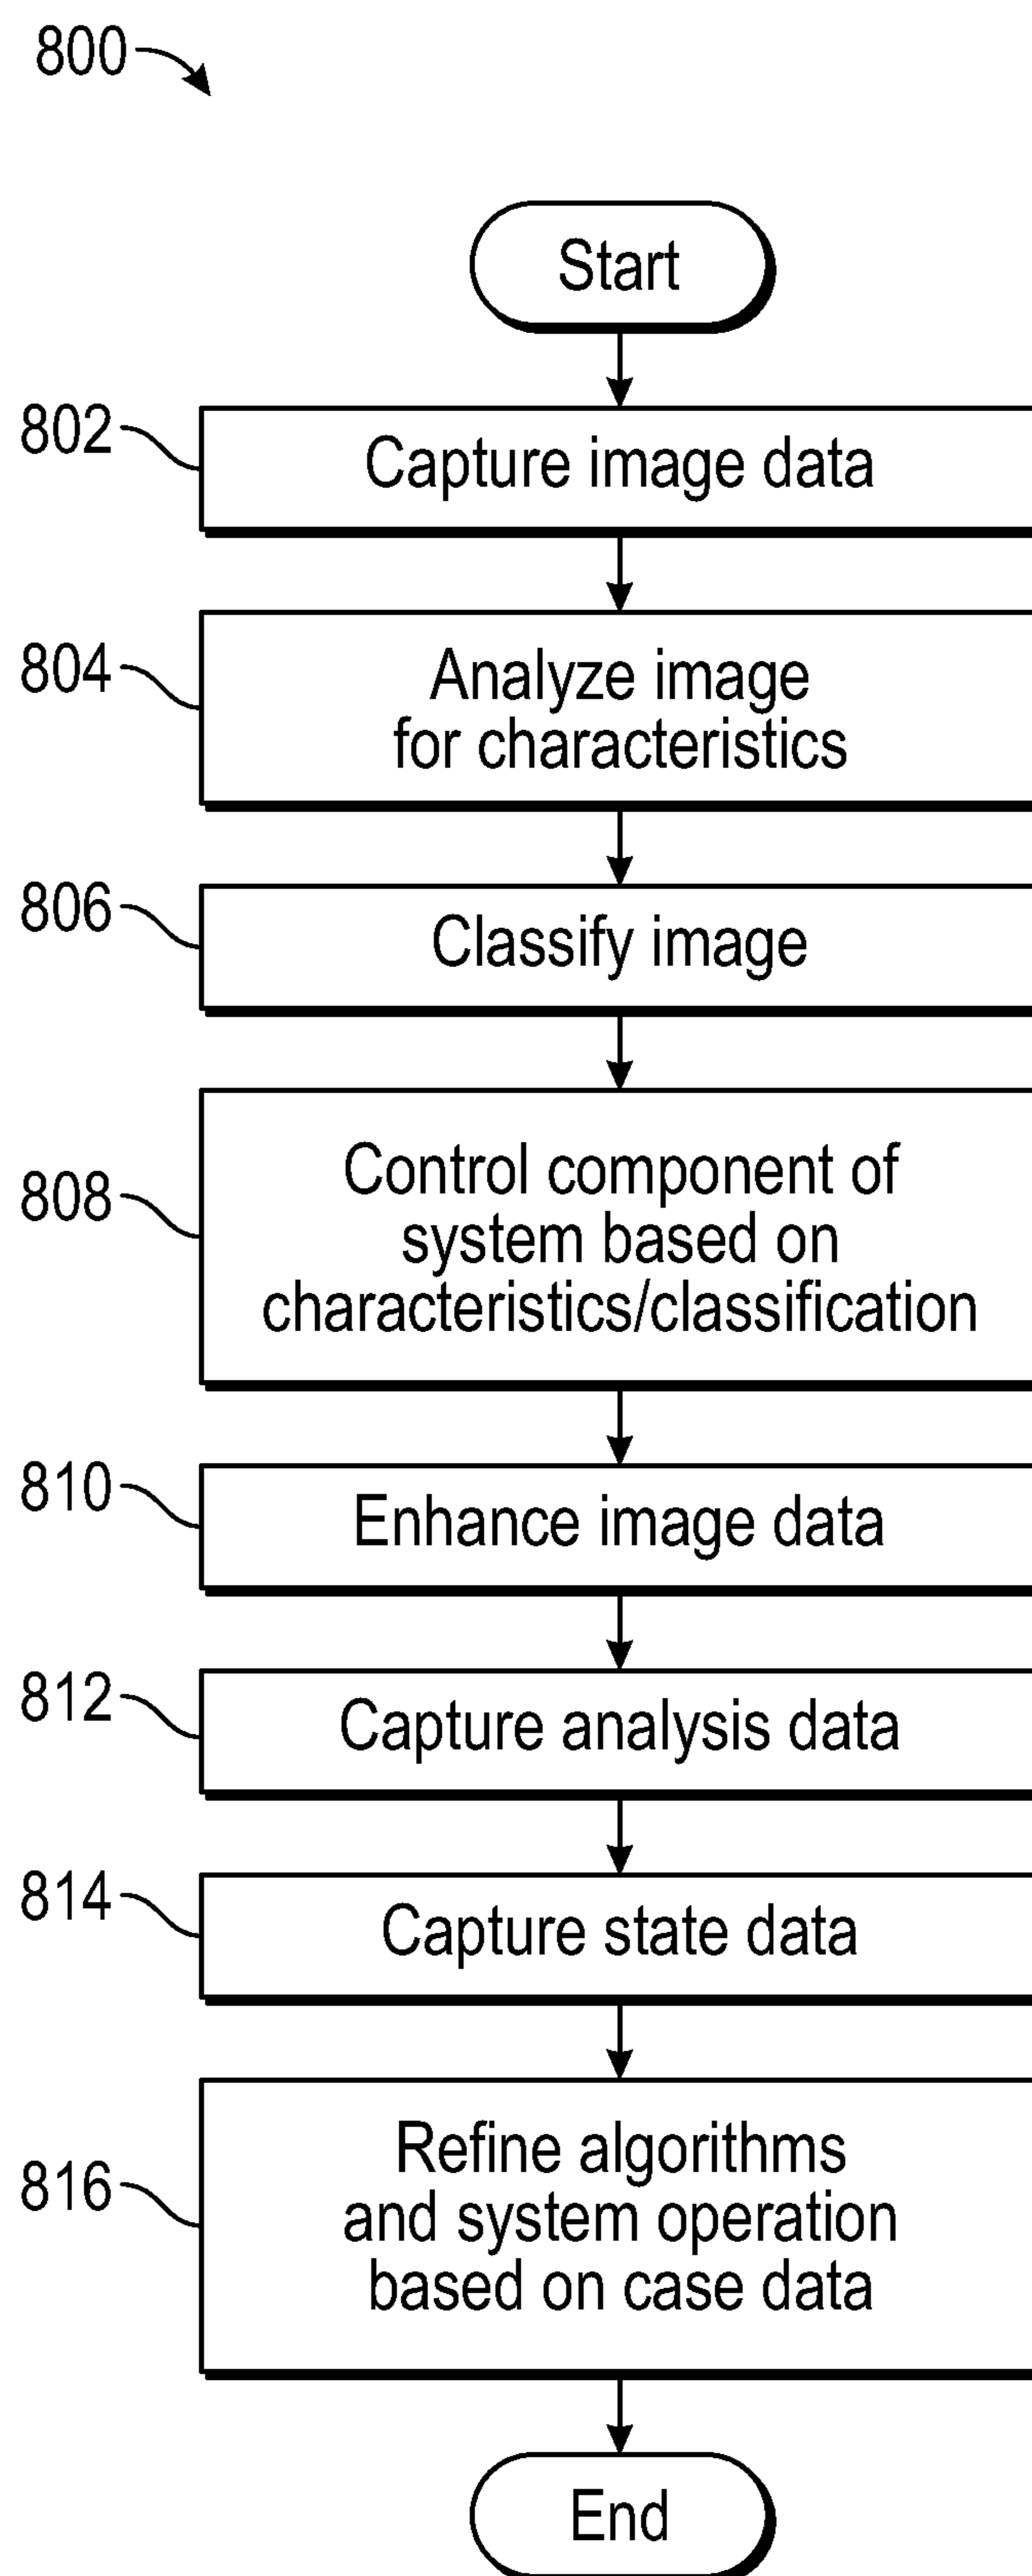 800
Start
802
Capture image data
804
Analyze image
for characteristics
806
Classify image
808
Control component of
system based on
characteristics/classification
810
Enhance image data
812
Capture analysis data
814
Capture state data
816
Refine algorithms
and system operation
based on case data
End